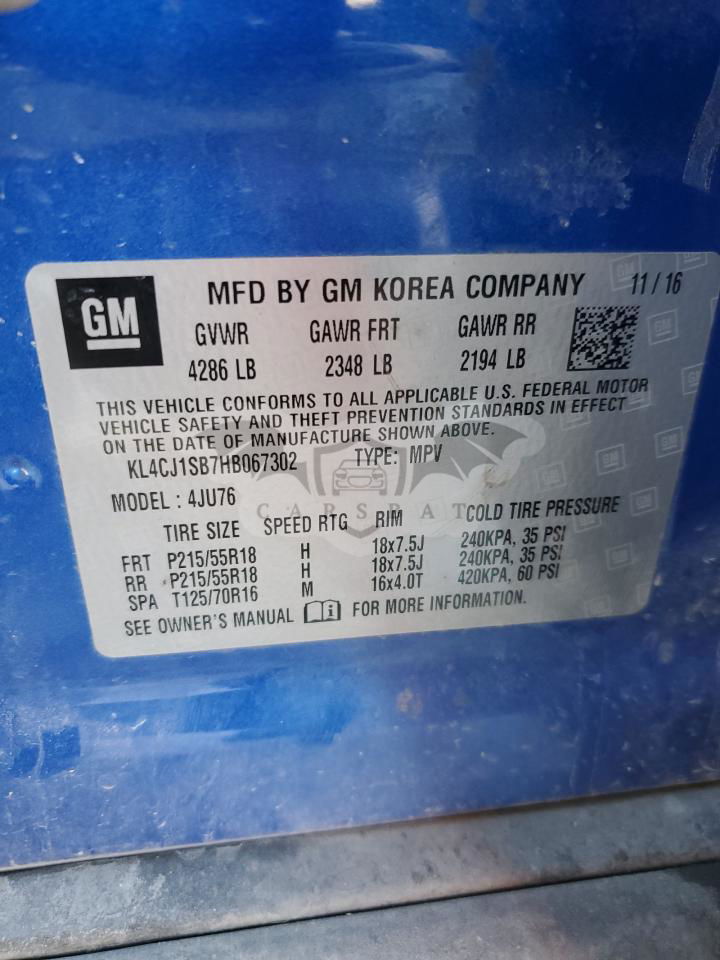 GM
MFD BY GM KOREA COMPANY 11 / 16
GVWR GAWR FRT GAWR RR
4286 LB 2348 LB 2194 LB
THIS VEHICLE CONFORMS TO ALL APPLICABLE U.S. FEDERAL MOTOR
VEHICLE SAFETY AND THEFT PREVENTION STANDARDS IN EFFECT
ON THE DATE OF MANUFACTURE SHOWN ABOVE.
KL4CJ1SB7HB067302 TYPE: MPV
MODEL : 4JU76
CARSBAT
TIRE SIZE SPEED RTG RIM COLD TIRE PRESSURE
FRT P215/55R18 H 18x7.5J 240KPA, 35 PSI
RR P215/55R18 H 18x7.5J 240KPA, 35 PSI
SPA T125/70R16 M 16x4.0T 420KPA, 60 PSI
SEE OWNER'S MANUAL i FOR MORE INFORMATION.